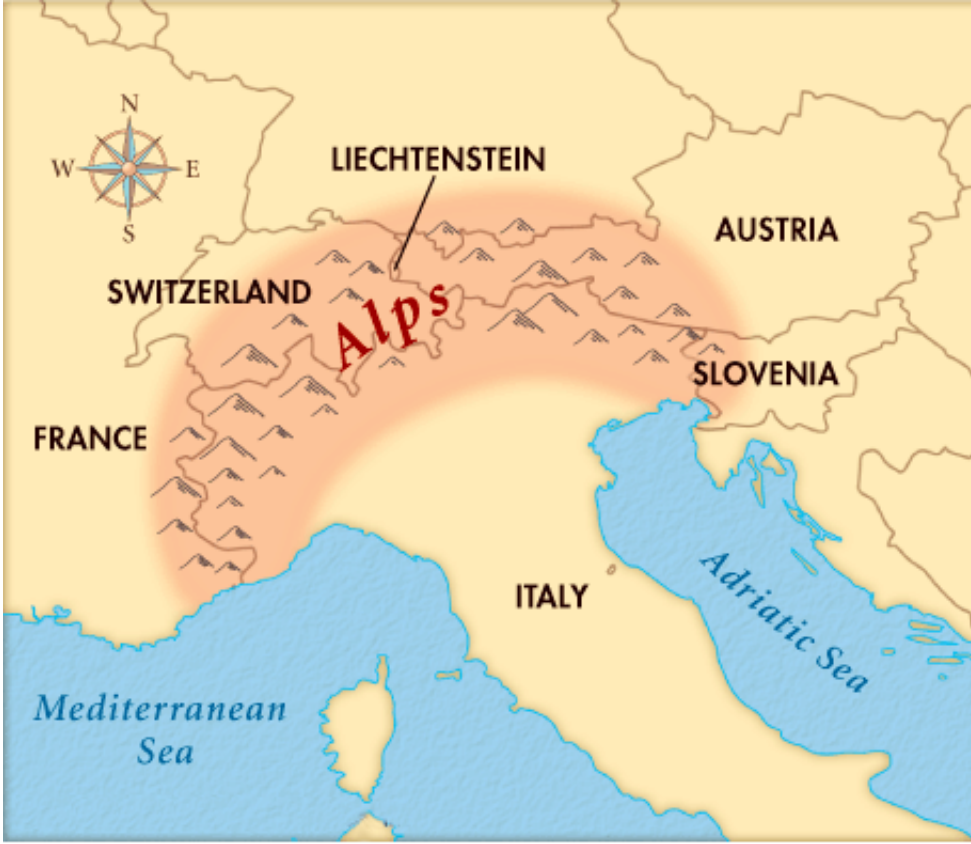 N
W E
S
LIECHTENSTEIN
AUSTRIA
SWITZERLAND
Alps
SLOVENIA
FRANCE
ITALY
Adriatic Sea
Mediterranean
Sea